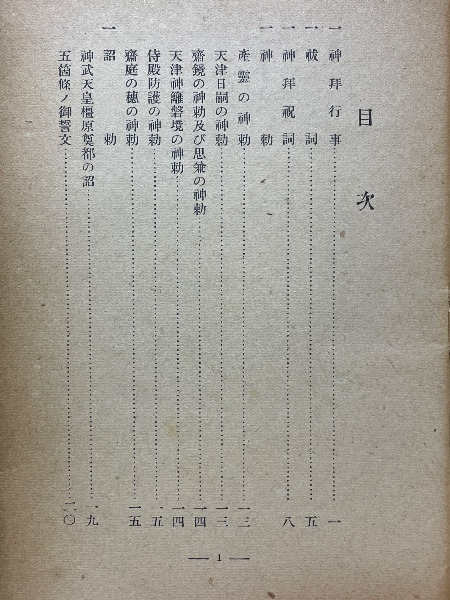 目次
一 神拜行事……一
一 祓詞……五
一 神拜祝詞……八
一 神勅
產靈の神勅……一三
天津日嗣の神勅……一三
齋鏡の神勅及び思兼の神勅……一四
天津神籬磐境の神勅……一四
侍殿防護の神勅……一五
齋庭の穗の神勅……一五
一 詔勅
神武天皇橿原奠都の詔……一九
五箇條ノ御誓文……二〇
— 1 —